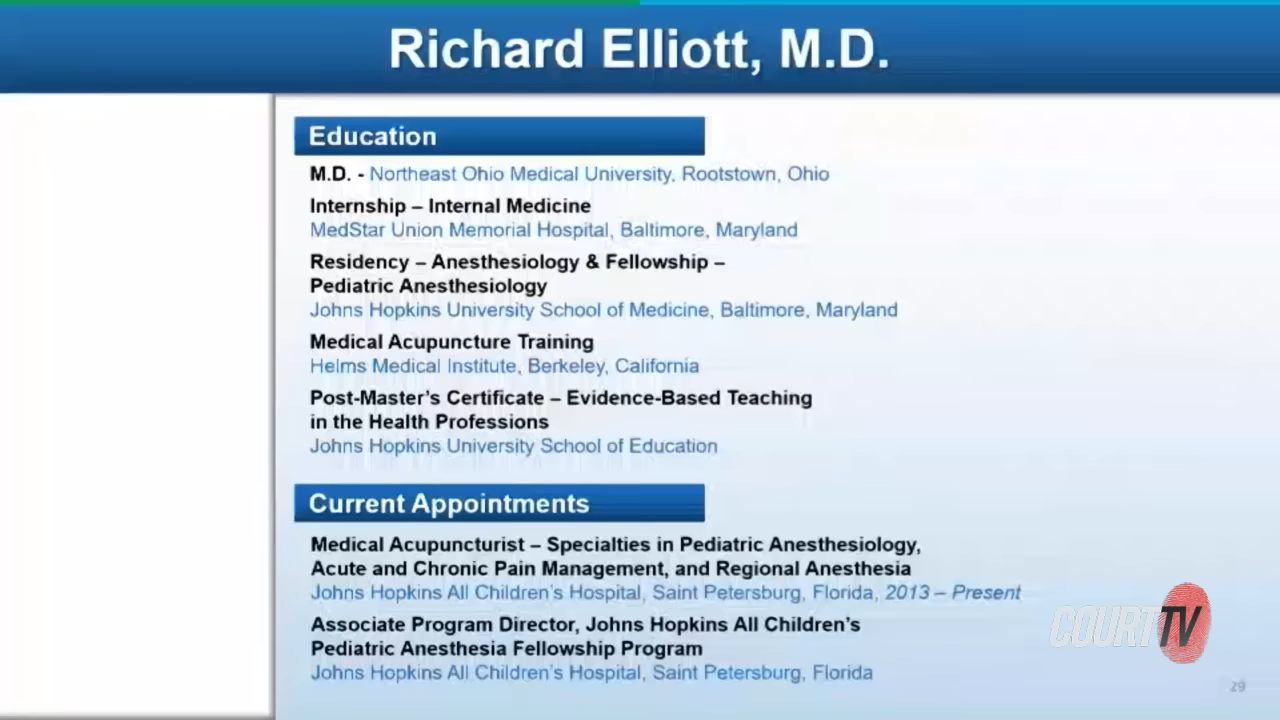 Richard Elliott, M.D.
Education
M.D. - Northeast Ohio Medical University, Rootstown, Ohio
Internship – Internal Medicine
MedStar Union Memorial Hospital, Baltimore, Maryland
Residency – Anesthesiology & Fellowship –
Pediatric Anesthesiology
Johns Hopkins University School of Medicine, Baltimore, Maryland
Medical Acupuncture Training
Helms Medical Institute, Berkeley, California
Post-Master's Certificate – Evidence-Based Teaching
in the Health Professions
Johns Hopkins University School of Education
Current Appointments
Medical Acupuncturist – Specialties in Pediatric Anesthesiology,
Acute and Chronic Pain Management, and Regional Anesthesia
Johns Hopkins All Children's Hospital, Saint Petersburg, Florida, 2013 – Present
Associate Program Director, Johns Hopkins All Children's
Pediatric Anesthesia Fellowship Program
Johns Hopkins All Children's Hospital, Saint Petersburg, Florida
COURT TV
29